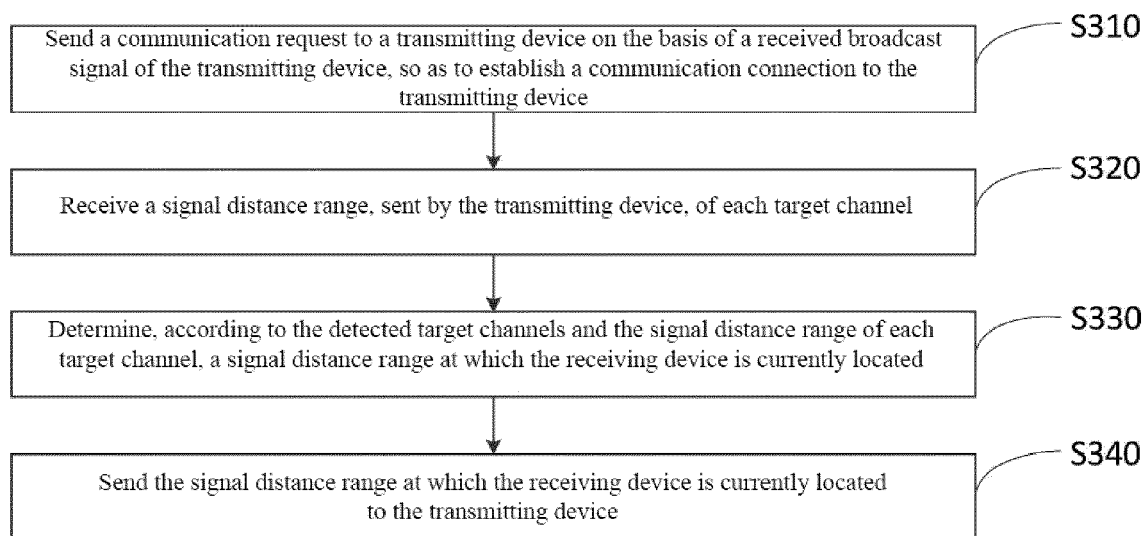 S310
Send a communication request to a transmitting device on the basis of a received broadcast
signal of the transmitting device, so as to establish a communication connection to the
transmitting device
S320
Receive a signal distance range, sent by the transmitting device, of each target channel
S330
Determine, according to the detected target channels and the signal distance range of each
target channel, a signal distance range at which the receiving device is currently located
S340
Send the signal distance range at which the receiving device is currently located
to the transmitting device